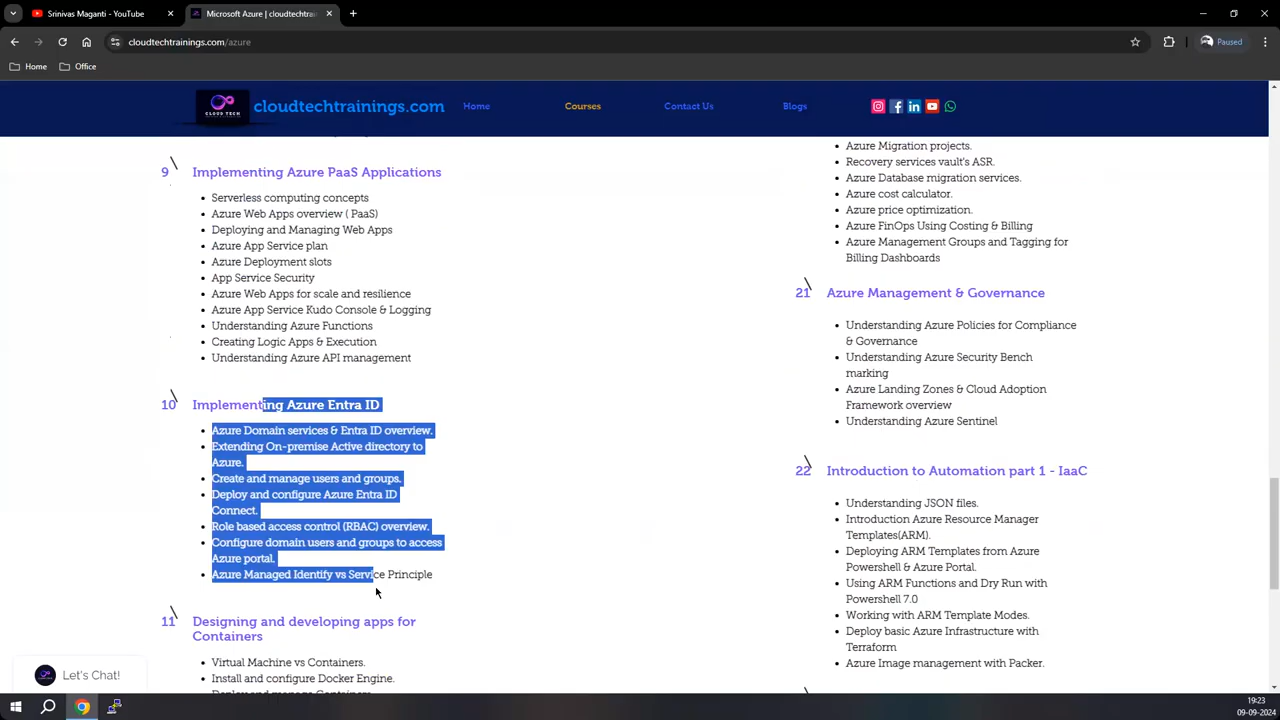 Srinivas Maganti - YouTube
Microsoft Azure | cloudtechtrai
cloudtechtrainings.com/azure
Paused
Home
Office
CLOUD TECH
cloudtechtrainings.com
Home
Courses
Contact Us
Blogs
9 Implementing Azure PaaS Applications
Serverless computing concepts
Azure Web Apps overview ( PaaS)
Deploying and Managing Web Apps
Azure App Service plan
Azure Deployment slots
App Service Security
Azure Web Apps for scale and resilience
Azure App Service Kudo Console & Logging
Understanding Azure Functions
Creating Logic Apps & Execution
Understanding Azure API management
10 Implementing Azure Entra ID
Azure Domain services & Entra ID overview.
Extending On-premise Active directory to
Azure.
Create and manage users and groups.
Deploy and configure Azure Entra ID
Connect.
Role based access control (RBAC) overview.
Configure domain users and groups to access
Azure portal.
Azure Managed Identify vs Service Principle
11 Designing and developing apps for
Containers
Virtual Machine vs Containers.
Install and configure Docker Engine.
Deploy and manage Containers
Azure Migration projects.
Recovery services vault's ASR.
Azure Database migration services.
Azure cost calculator.
Azure price optimization.
Azure FinOps Using Costing & Billing
Azure Management Groups and Tagging for
Billing Dashboards
21 Azure Management & Governance
Understanding Azure Policies for Compliance
& Governance
Understanding Azure Security Bench
marking
Azure Landing Zones & Cloud Adoption
Framework overview
Understanding Azure Sentinel
22 Introduction to Automation part 1 - IaaC
Understanding JSON files.
Introduction Azure Resource Manager
Templates(ARM).
Deploying ARM Templates from Azure
Powershell & Azure Portal.
Using ARM Functions and Dry Run with
Powershell 7.0
Working with ARM Template Modes.
Deploy basic Azure Infrastructure with
Terraform
Azure Image management with Packer.
Let's Chat!
19:23
09-09-2024